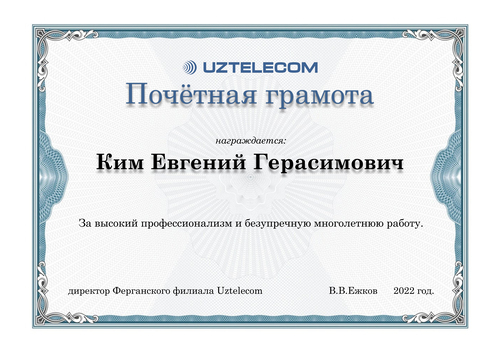 UZTELECOM
Почётная грамота
награждается:
Ким Евгений Герасимович
За высокий профессионализм и безупречную многолетнюю работу.
директор Ферганского филиала Uztelecom В.В.Ежков 2022 год.